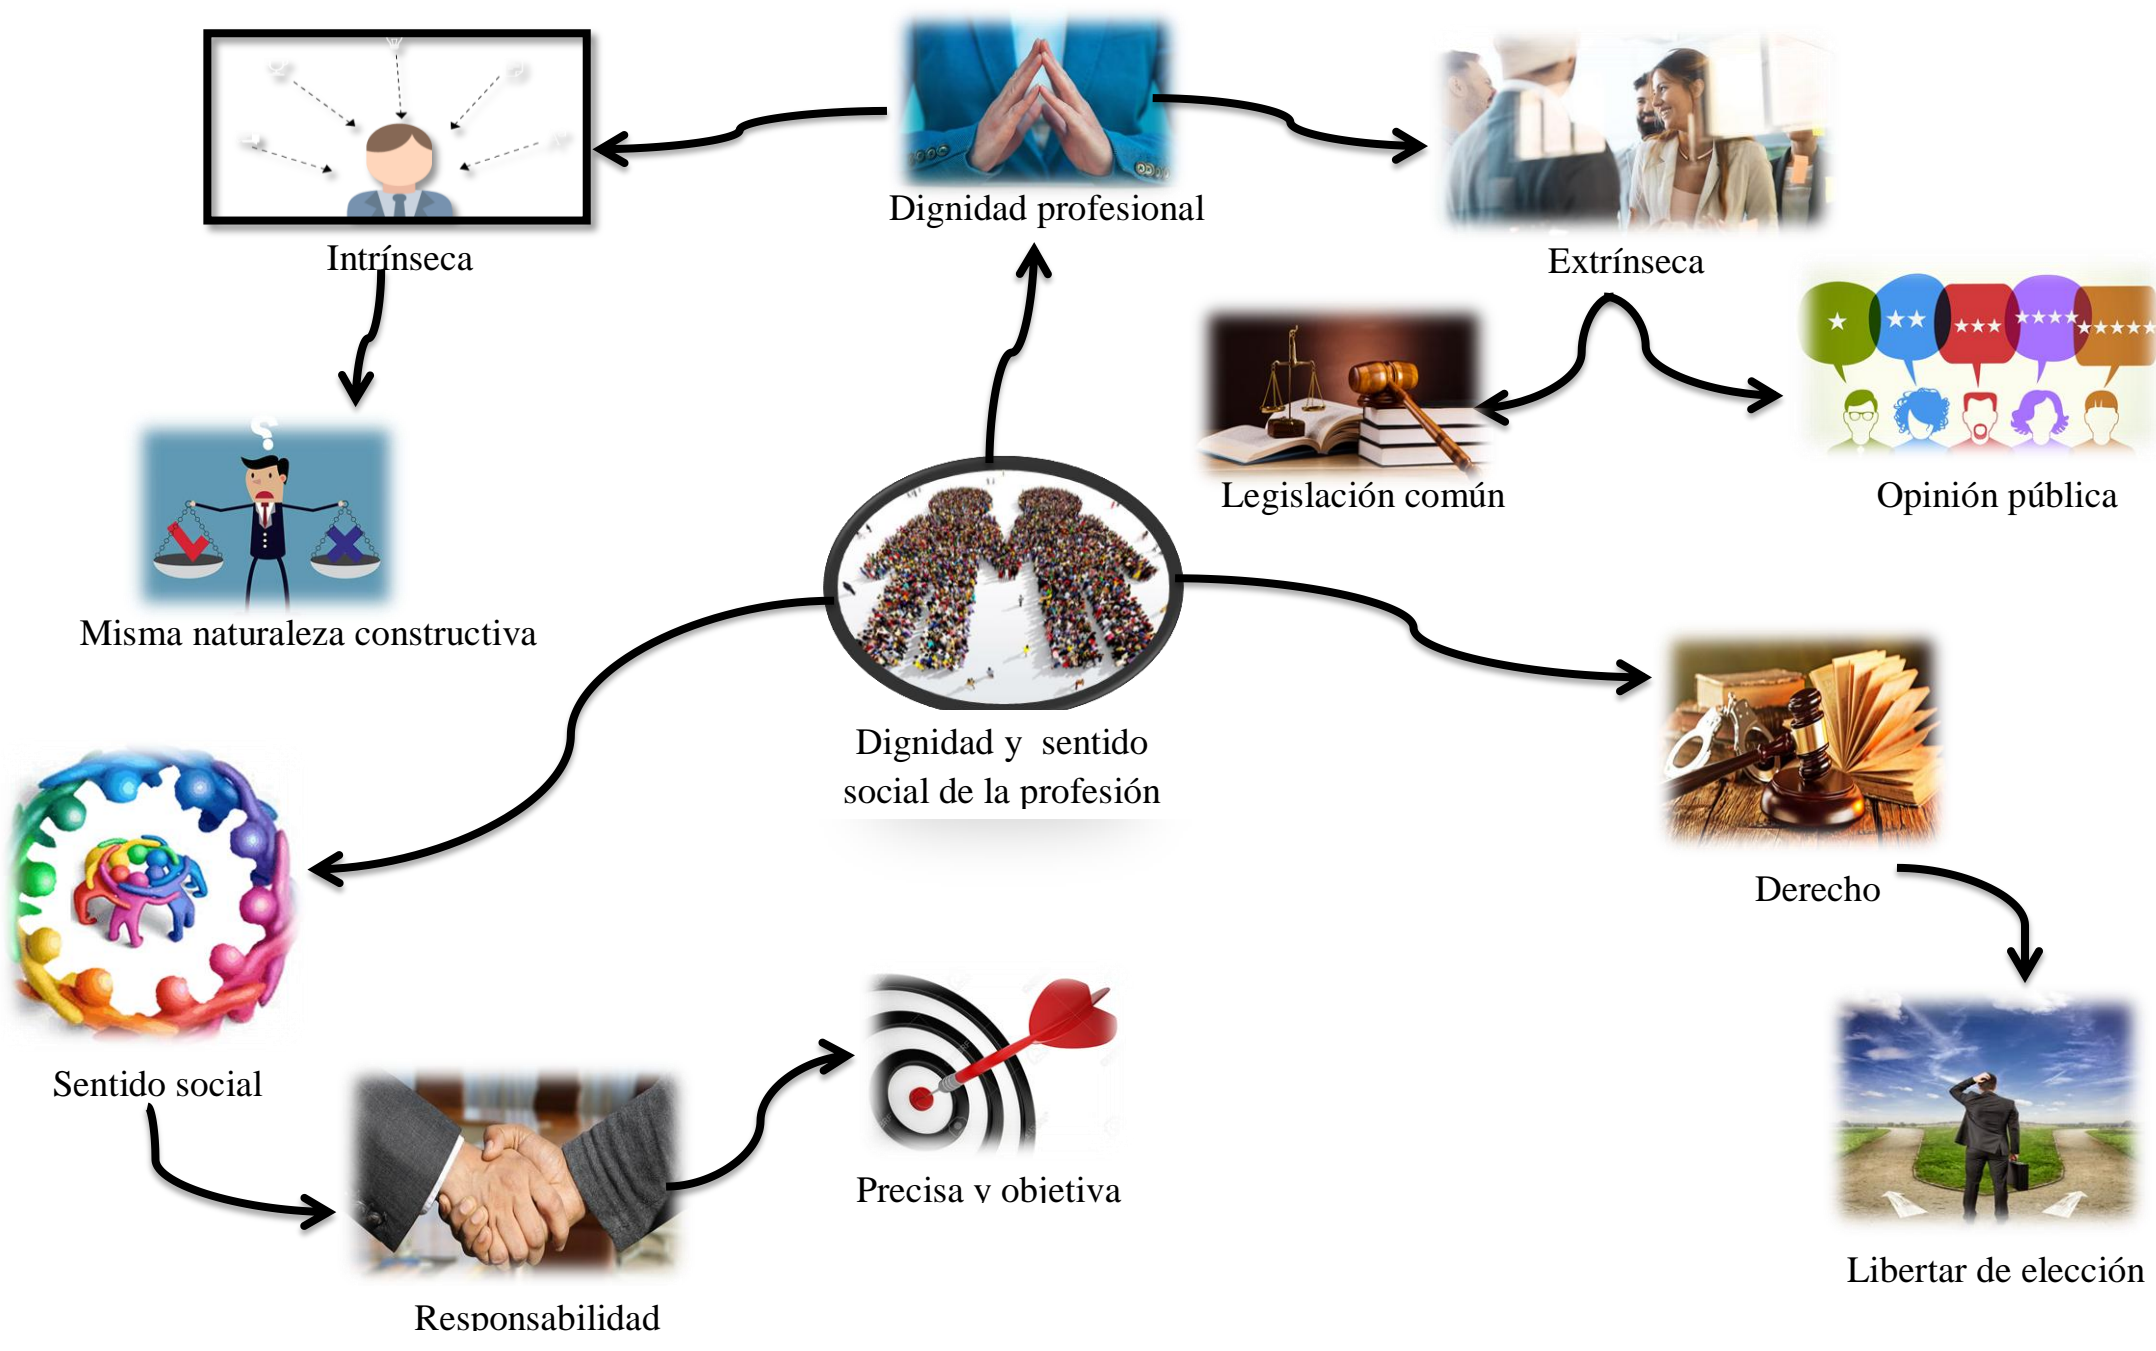 Dignidad profesional
Intrínseca
Extrínseca
Legislación común
Opinión pública
Misma naturaleza constructiva
Dignidad y  sentido
social de la profesión
Derecho
Sentido social
Precisa y objetiva
Libertar de elección
Responsabilidad